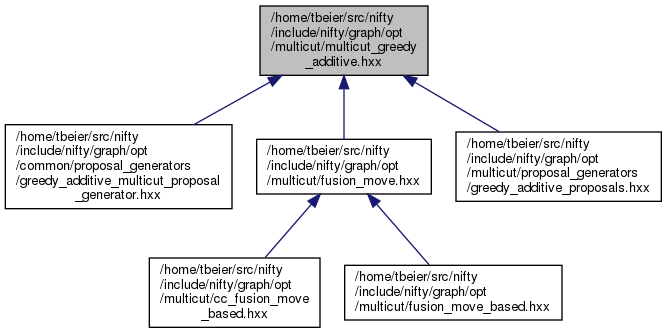 /home/tbeier/src/nifty
/include/nifty/graph/opt
/multicut/multicut_greedy
_additive.hxx
/home/tbeier/src/nifty
/include/nifty/graph/opt
/common/proposal_generators
/greedy_additive_multicut_proposal
_generator.hxx
/home/tbeier/src/nifty
/include/nifty/graph/opt
/multicut/fusion_move.hxx
/home/tbeier/src/nifty
/include/nifty/graph/opt
/multicut/proposal_generators
/greedy_additive_proposals.hxx
/home/tbeier/src/nifty
/include/nifty/graph/opt
/multicut/cc_fusion_move
_based.hxx
/home/tbeier/src/nifty
/include/nifty/graph/opt
/multicut/fusion_move_based.hxx